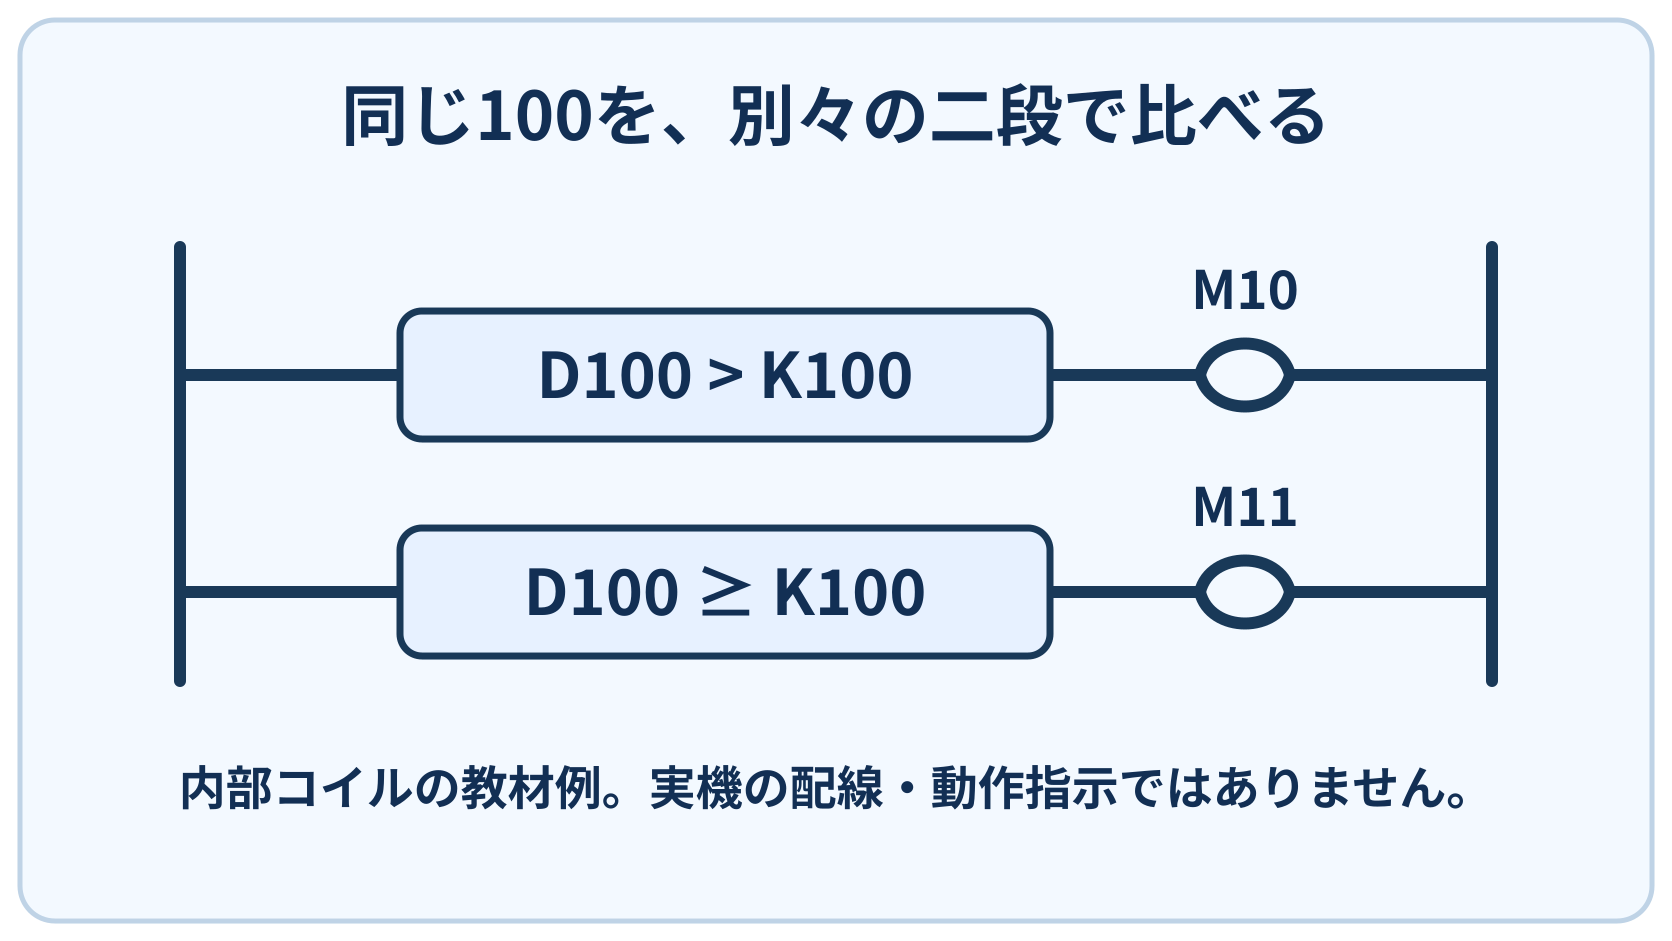 同じ100を、別々の二段で比べる
M10
D100 > K100
M11
D100 ≥ K100
内部コイルの教材例。実機の配線・動作指示ではありません。